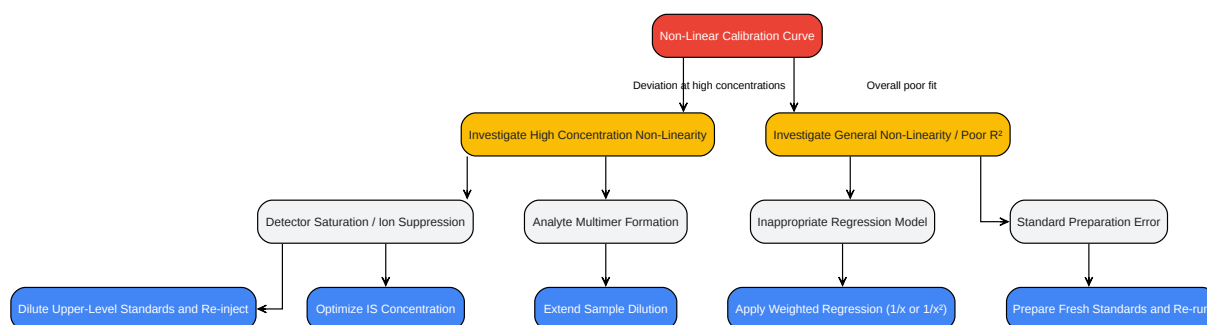 Non-Linear Calibration Curve
Deviation at high concentrations
Overall poor fit
Investigate High Concentration Non-Linearity
Investigate General Non-Linearity / Poor R²
Detector Saturation / Ion Suppression
Analyte Multimer Formation
Inappropriate Regression Model
Standard Preparation Error
Dilute Upper-Level Standards and Re-inject
Optimize IS Concentration
Extend Sample Dilution
Apply Weighted Regression (1/x or 1/x²)
Prepare Fresh Standards and Re-run